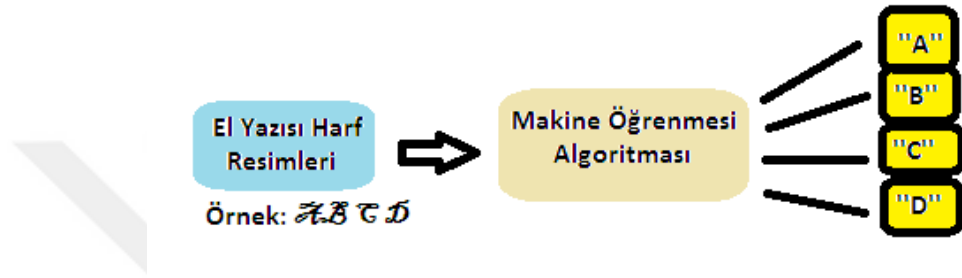 El Yazısı Harf
Resimleri
Örnek: A B C D
Makine Öğrenmesi
Algoritması
"A"
"B"
"C"
"D"